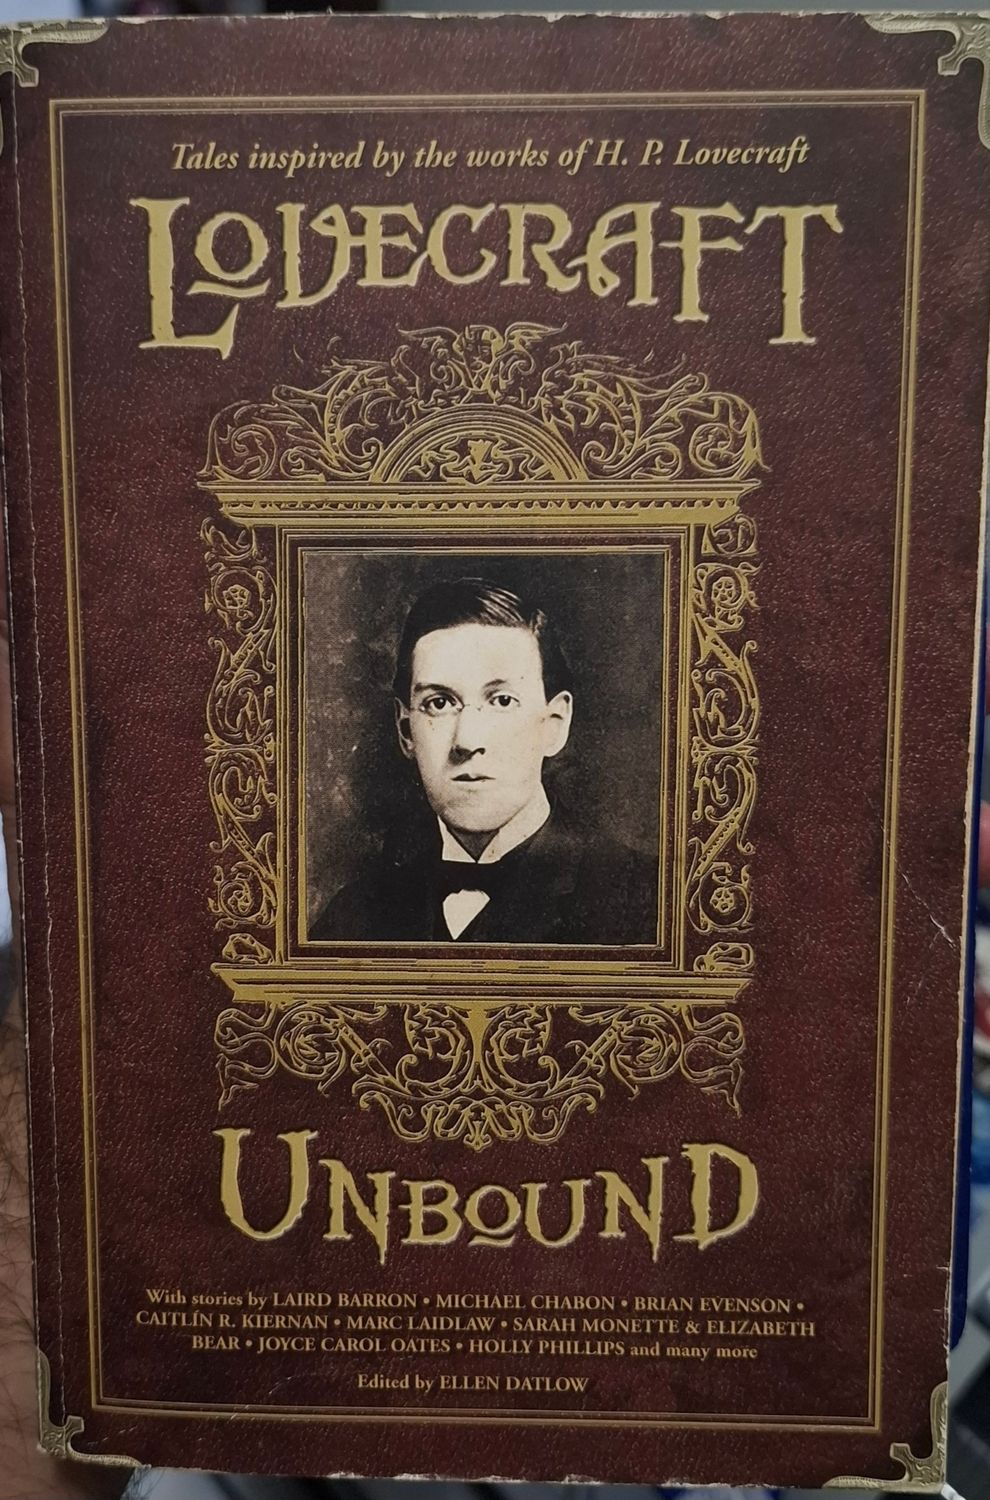 Tales inspired by the works of H. P. Lovecraft
LOVECRAFT
UNBOUND
With stories by LAIRD BARRON • MICHAEL CHABON • BRIAN EVENSON •
CAITLÍN R. KIERNAN • MARC LAIDLAW • SARAH MONETTE & ELIZABETH
BEAR • JOYCE CAROL OATES • HOLLY PHILLIPS and many more
Edited by ELLEN DATLOW